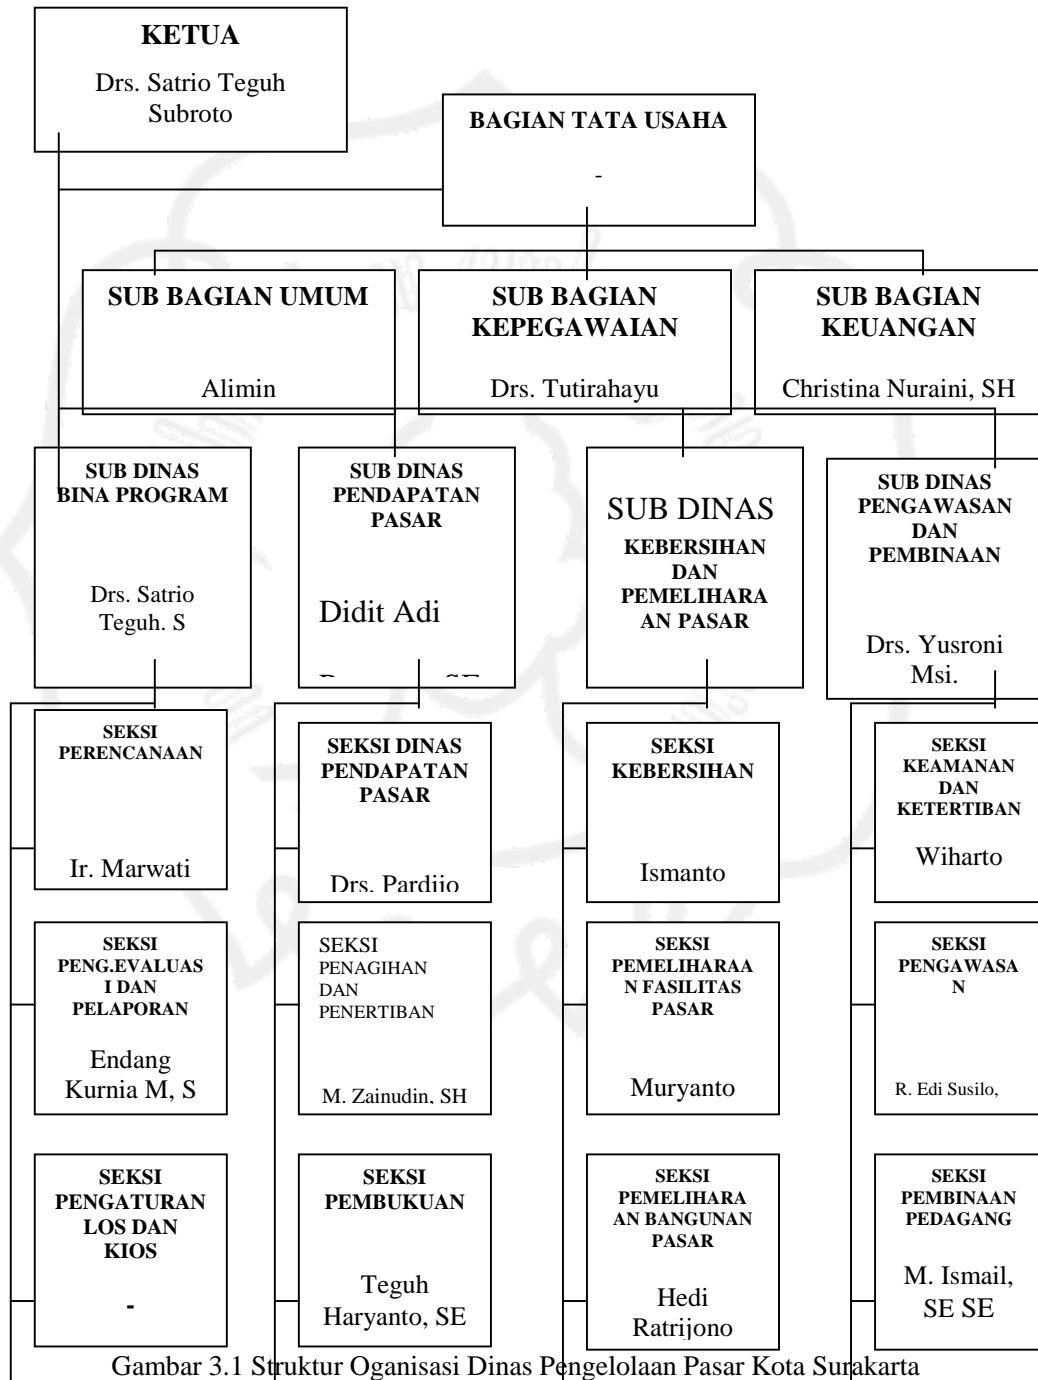 KETUA
Drs. Satrio Teguh
Subroto
BAGIAN TATA USAHA
-
SUB BAGIAN UMUM
Alimin
SUB BAGIAN
KEPEGAWAIAN
Drs. Tutirahayu
SUB BAGIAN
KEUANGAN
Christina Nuraini, SH
SUB DINAS
BINA PROGRAM
Drs. Satrio
Teguh. S
SUB DINAS
PENDAPATAN
PASAR
Didit Adi
SE
SUB DINAS
KEBERSIHAN
DAN
PEMELIHARA
AN PASAR
SUB DINAS
PENGAWASAN
DAN
PEMBINAAN
Drs. Yusroni
Msi.
SEKSI
PERENCANAAN
Ir. Marwati
SEKSI DINAS
PENDAPATAN
PASAR
Drs. Pardijo
SEKSI
KEBERSIHAN
Ismanto
SEKSI
KEAMANAN
DAN
KETERTIBAN
Wiharto
SEKSI
PENG.EVALUAS
I DAN
PELAPORAN
Endang
Kurnia M, S
SEKSI
PENAGIHAN
DAN
PENERTIBAN
M. Zainudin, SH
SEKSI
PEMELIHARAA
N FASILITAS
PASAR
Muryanto
SEKSI
PENGAWASA
N
R. Edi Susilo,
SEKSI
PENGATURAN
LOS DAN
KIOS
-
SEKSI
PEMBUKUAN
Teguh
Haryanto, SE
SEKSI
PEMELIHARA
AN BANGUNAN
PASAR
Hedi
Ratrijono
SEKSI
PEMBINAAN
PEDAGANG
M. Ismail,
SE SE
Gambar 3.1 Struktur Oganisasi Dinas Pengelolaan Pasar Kota Surakarta